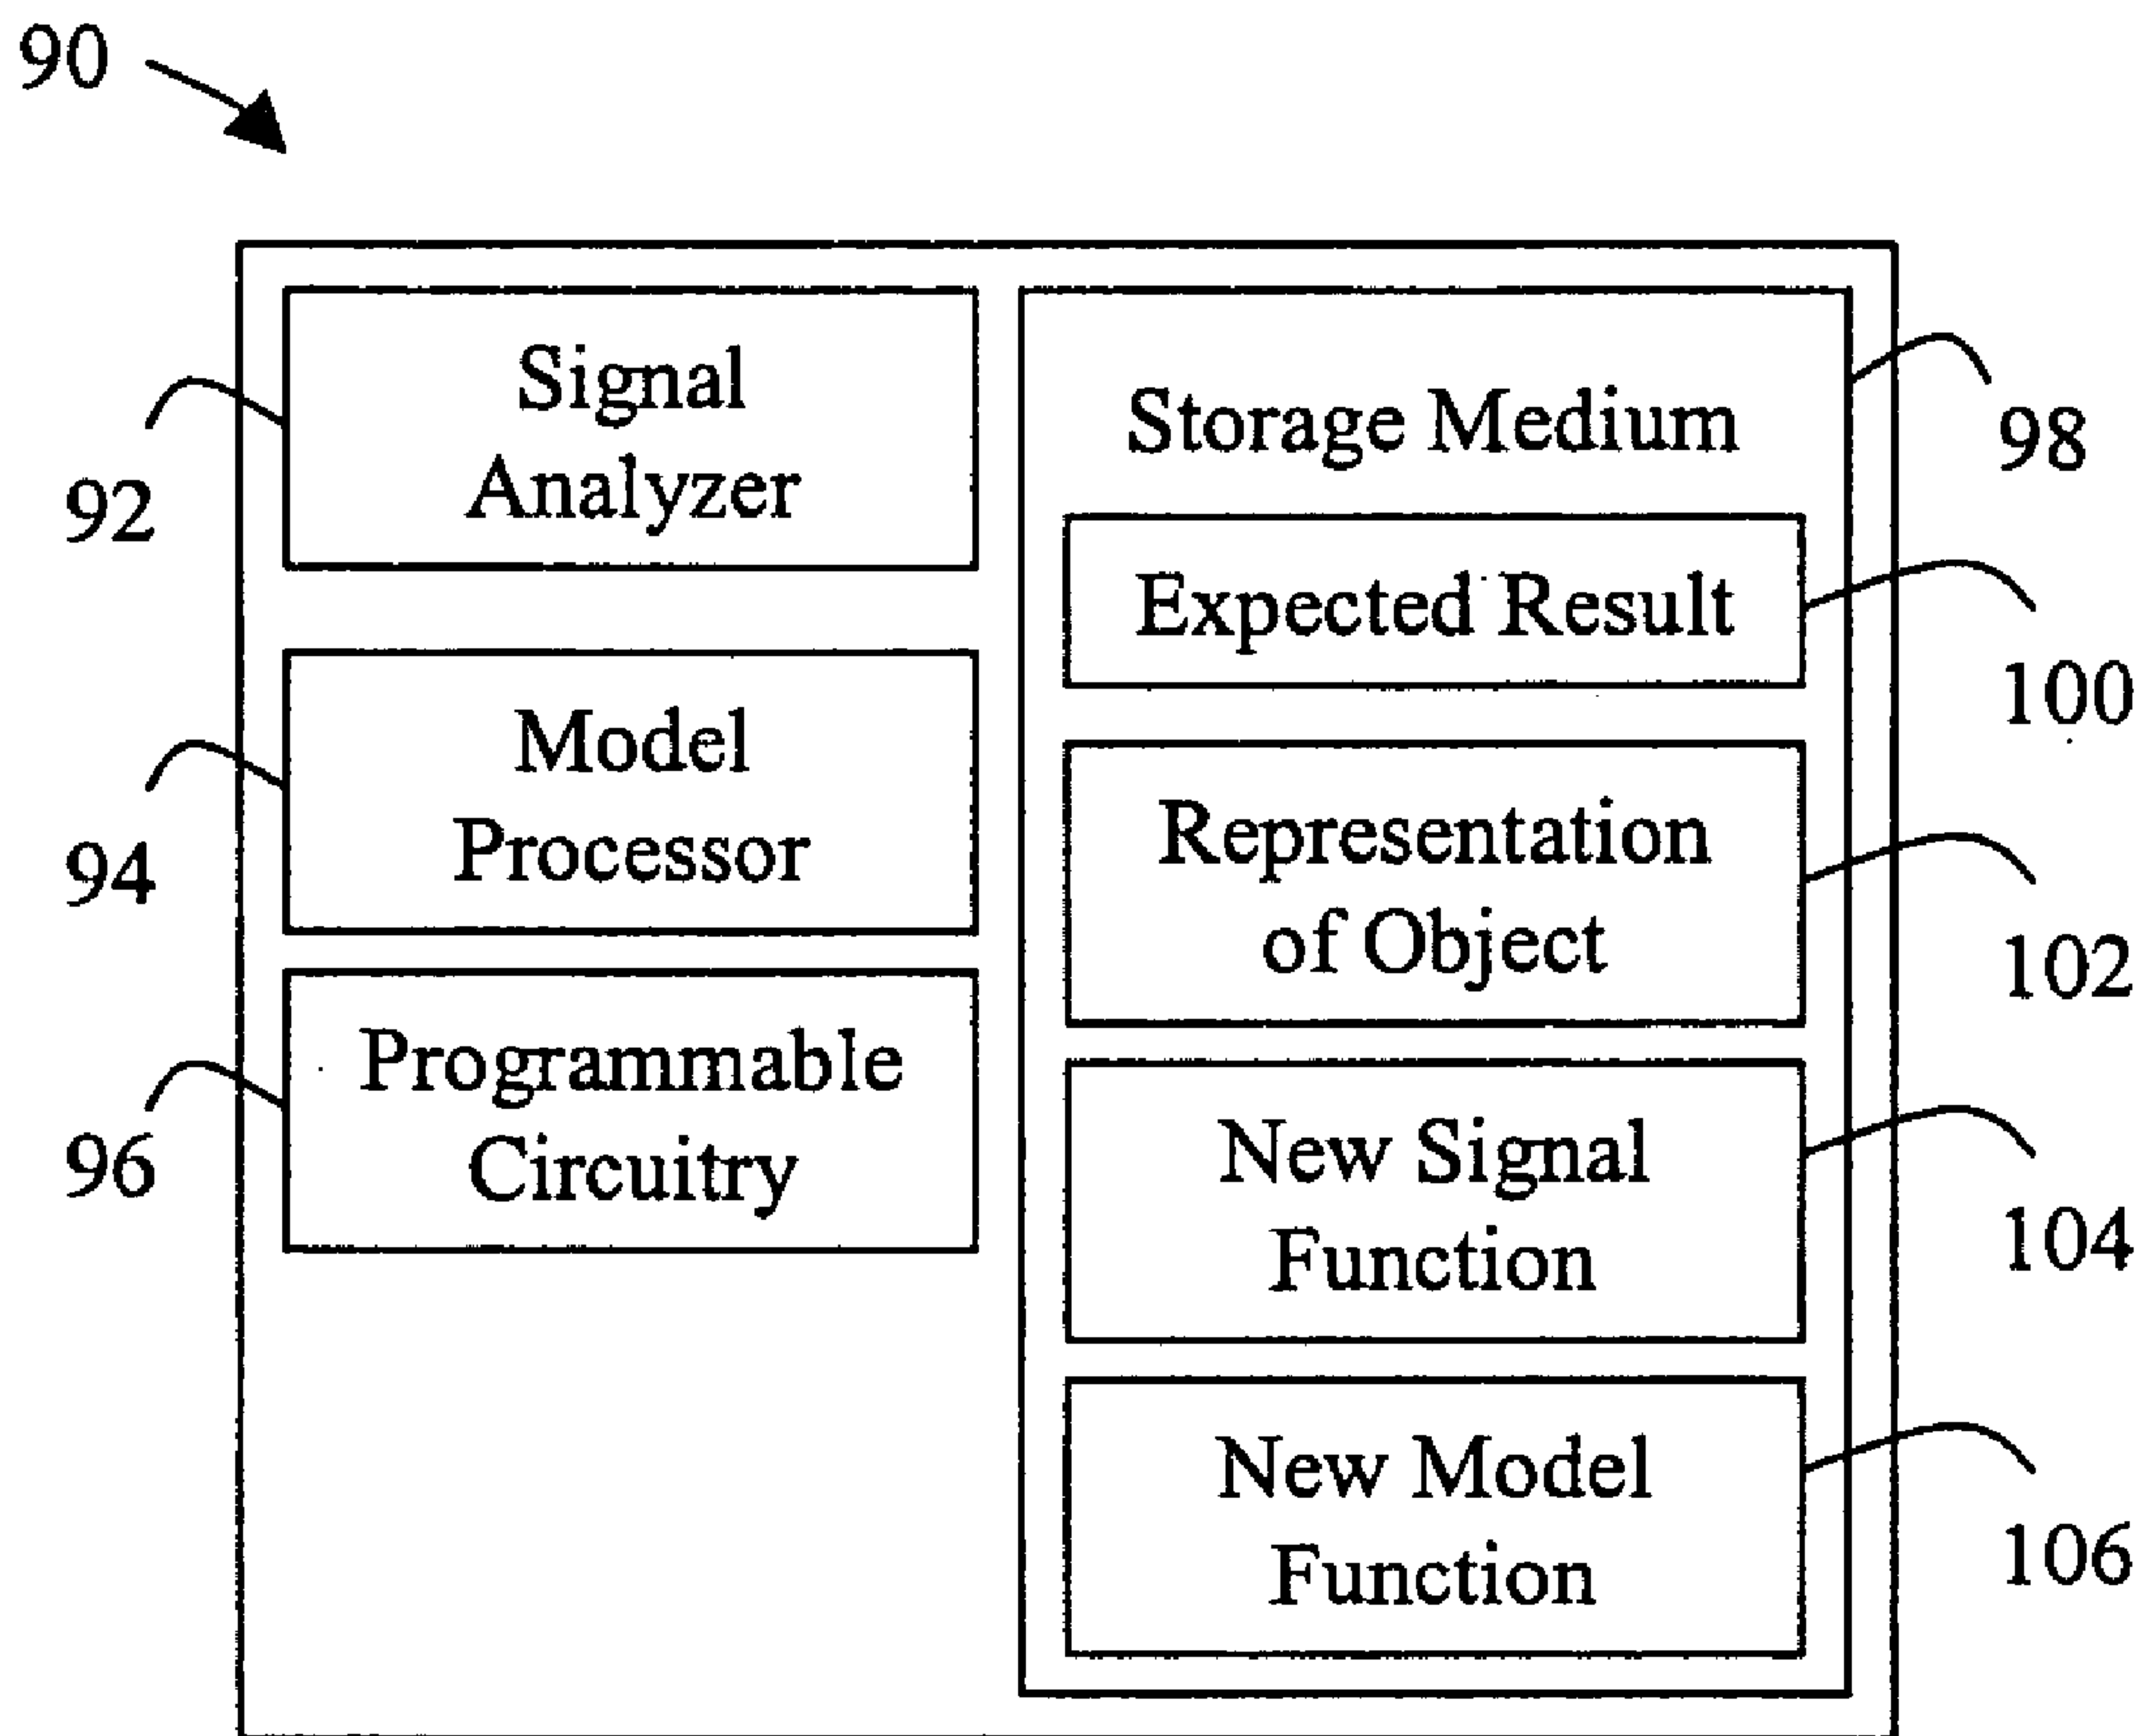 90
Signal
Analyzer
92
Model
Processor
94
Programmable
Circuitry
96
Storage Medium
98
Expected Result
100
Representation
of Object
102
New Signal
Function
104
New Model
Function
106